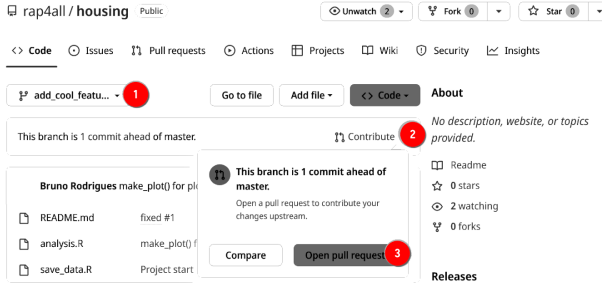 rap4all / housing Public
Unwatch 2
Fork 0
Star 0
Code
Issues
Pull requests
Actions
Projects
Wiki
Security
Insights
add_cool_featu...
1
Go to file
Add file
Code
This branch is 1 commit ahead of master.
Contribute
2
This branch is 1 commit ahead of
master.
Open a pull request to contribute your
changes upstream.
Compare
Open pull request
3
Bruno Rodrigues make_plot() for pl
README.md fixed #1
analysis.R make_plot() f
save_data.R Project start
About
No description, website, or topics
provided.
Readme
0 stars
2 watching
0 forks
Releases